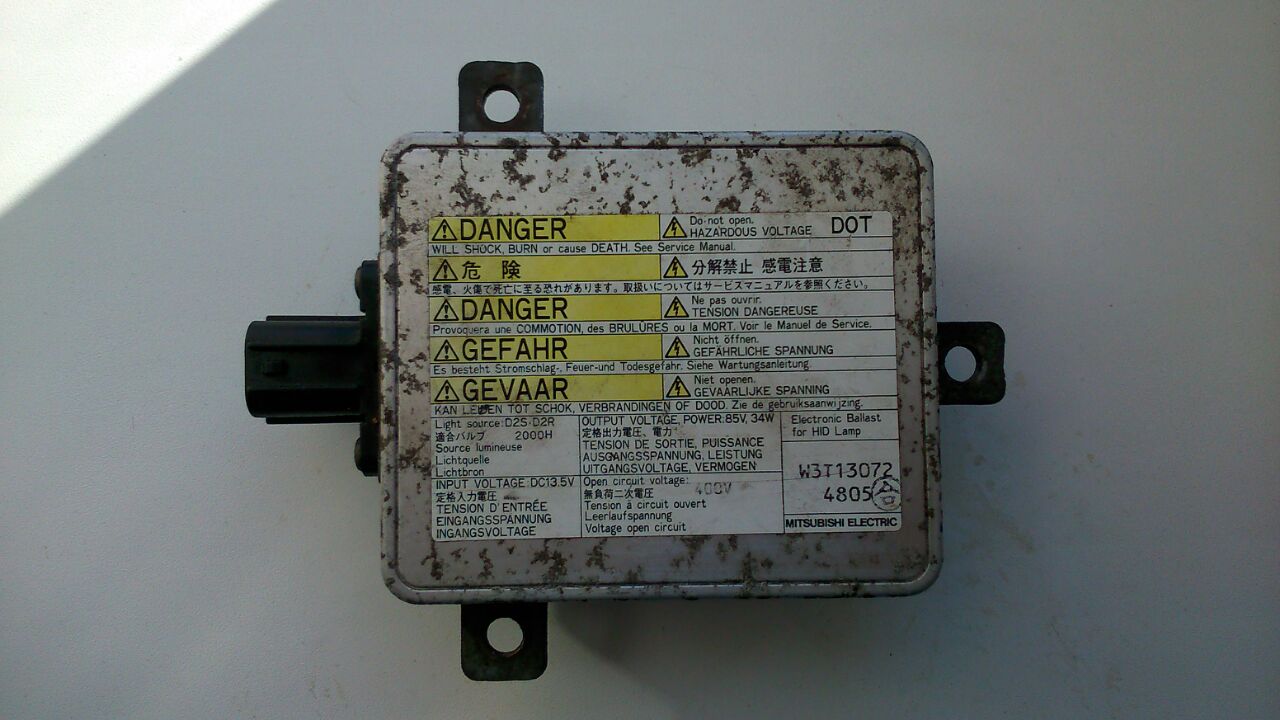 DANGER Do not open. HAZARDOUS VOLTAGE DOT
WILL SHOCK, BURN or cause DEATH. See Service Manual.
危 険 分解禁止 感電注意
感電、火傷で死亡に至る恐れがあります。取扱いについてはサービスマニュアルを参照ください。
DANGER Ne pas ouvrir. TENSION DANGEREUSE
Provoquera une COMMOTION, des BRULÛRES ou la MORT. Voir le Manuel de Service.
GEFAHR Nicht öffnen. GEFÄHRLICHE SPANNUNG
Es besteht Stromschlag-, Feuer-und Todesgefahr. Siehe Wartungsanleitung
GEVAAR Niet openen. GEVAARLIJKE SPANNING
KAN LEIDEN TOT SCHOK, VERBRANDINGEN OF DOOD. Zie de gebruiksaanwijzing.
Light source:D2S·D2R
適合バルブ 2000H
Source lumineuse
Lichtquelle
Lichtbron
INPUT VOLTAGE:DC13.5V
定格入力電圧
TENSION D'ENTRÉE
EINGANGSSPANNUNG
INGANGSVOLTAGE
OUTPUT VOLTAGE, POWER:85V, 34W
定格出力電圧、電力
TENSION DE SORTIE, PUISSANCE
AUSGANGSSPANNUNG, LEISTUNG
UITGANGSVOLTAGE, VERMOGEN
Open circuit voltage:
無負荷二次電圧 400V
Tension à circuit ouvert
Leerlaufspannung
Voltage open circuit
Electronic Ballast
for HID Lamp
W3T13072
4805
MITSUBISHI ELECTRIC